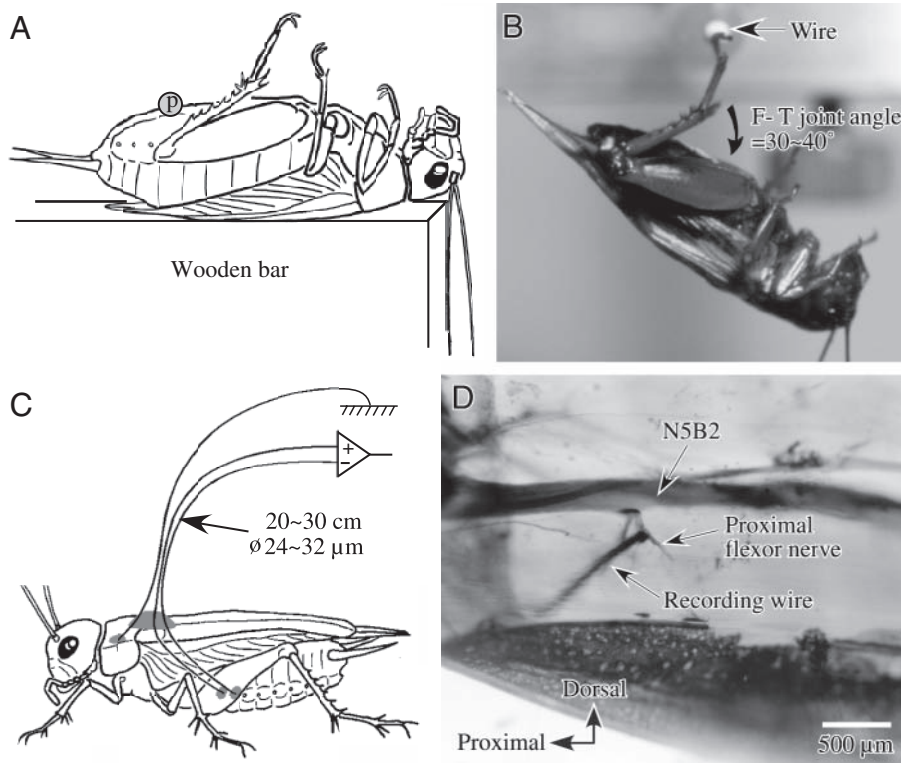 A
p
Wooden bar
B
Wire
F- T joint angle
=30~40°
C
+
−
20~30 cm
ø24~32 µm
D
N5B2
Proximal
flexor nerve
Recording wire
Dorsal
Proximal
500 µm